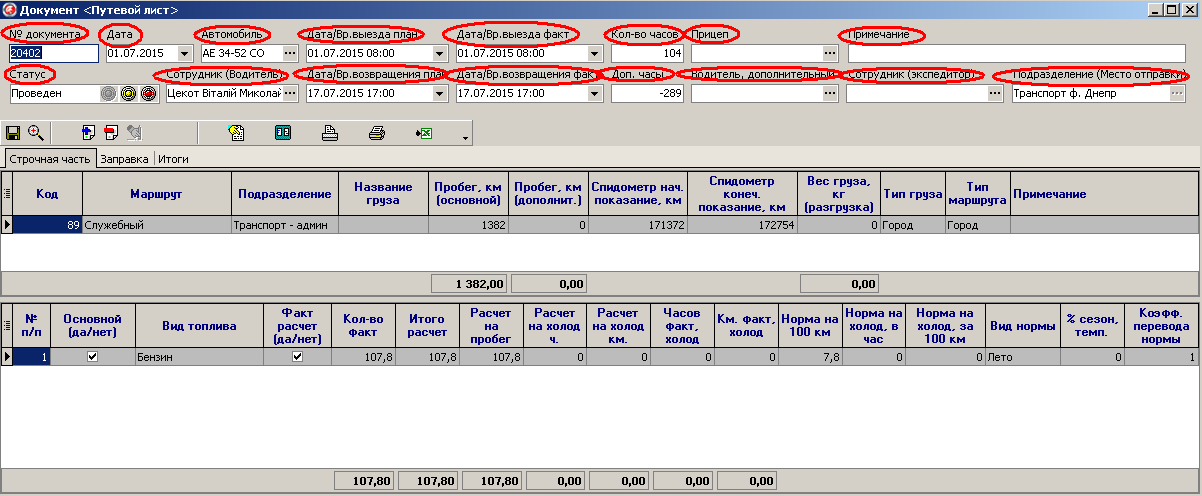 Документ <Путевой лист>
№ документа Дата Автомобиль Дата/Вр.выезда план Дата/Вр.выезда факт Кол-во часов Прицеп Примечание
20402 01.07.2015 АЕ 34-52 СО 01.07.2015 08:00 01.07.2015 08:00 104
Статус Сотрудник (Водитель) Дата/Вр.возвращения план Дата/Вр.возвращения фак Доп. часы Водитель, дополнительный Сотрудник (экспедитор) Подразделение (Место отправки)
Проведен Цекот Віталій Миколай 17.07.2015 17:00 17.07.2015 17:00 -289 Транспорт ф. Днепр
Строчная часть Заправка Итоги
Код Маршрут Подразделение Название груза Пробег, км (основной) Пробег, км (дополнит.) Спидометр нач. показание, км Спидометр конеч. показание, км Вес груза, кг (разгрузка) Тип груза Тип маршрута Примечание
89 Служебный Транспорт - админ 1382 0 171372 172754 0 Город Город
1 382,00 0,00 0,00
№ п/п Основной (да/нет) Вид топлива Факт расчет (да/нет) Кол-во факт Итого расчет Расчет на пробег Расчет на холод ч. Расчет на холод км. Часов факт, холод Км. факт, холод Норма на 100 км Норма на холод, в час Норма на холод, за 100 км Вид нормы % сезон, темп. Коэфф. перевода нормы
1 Бензин 107,8 107,8 107,8 0 0 0 0 7,8 0 0 Лето 0 1
107,80 107,80 107,80 0,00 0,00 0,00 0,00